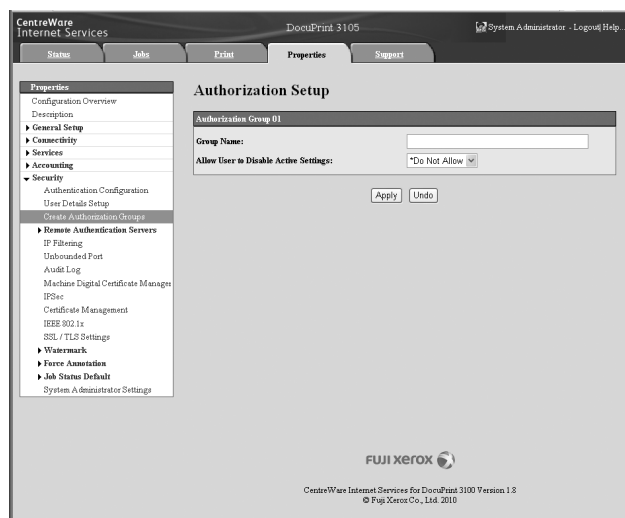 CentreWare
Internet Services
DocuPrint 3105
System Administrator - Logout| Help...
Status
Jobs
Print
Properties
Support
Properties
Configuration Overview
Description
General Setup
Connectivity
Services
Accounting
Security
Authentication Configuration
User Details Setup
Create Authorization Groups
Remote Authentication Servers
IP Filtering
Unbounded Port
Audit Log
Machine Digital Certificate Manager
IPSec
Certificate Management
IEEE 802.1x
SSL / TLS Settings
Watermark
Force Annotation
Job Status Default
System Administrator Settings
Authorization Setup
Authorization Group 01
Group Name:
Allow User to Disable Active Settings:
*Do Not Allow
Apply
Undo
FUJI xerox
CentreWare Internet Services for DocuPrint 3100 Version 1.8
© Fuji Xerox Co., Ltd. 2010